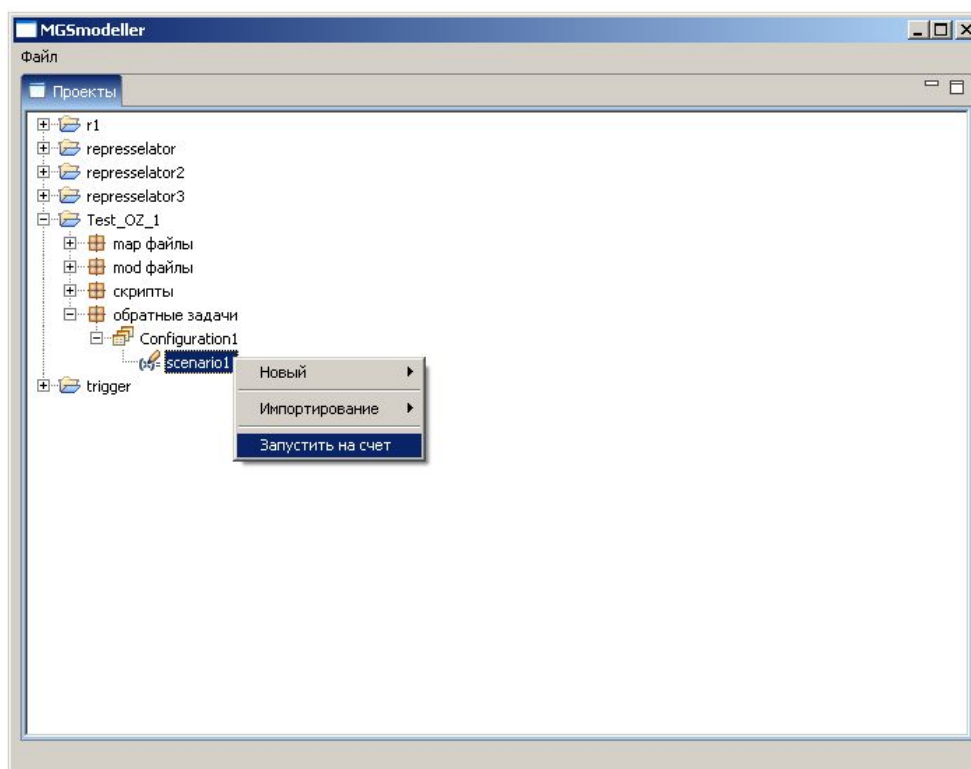 MGSmodeller
Файл
Проекты
r1
represselator
represselator2
represselator3
Test_OZ_1
map файлы
mod файлы
скрипты
обратные задачи
Configuration1
scenario1
Новый
trigger
Импортирование
Запустить на счет